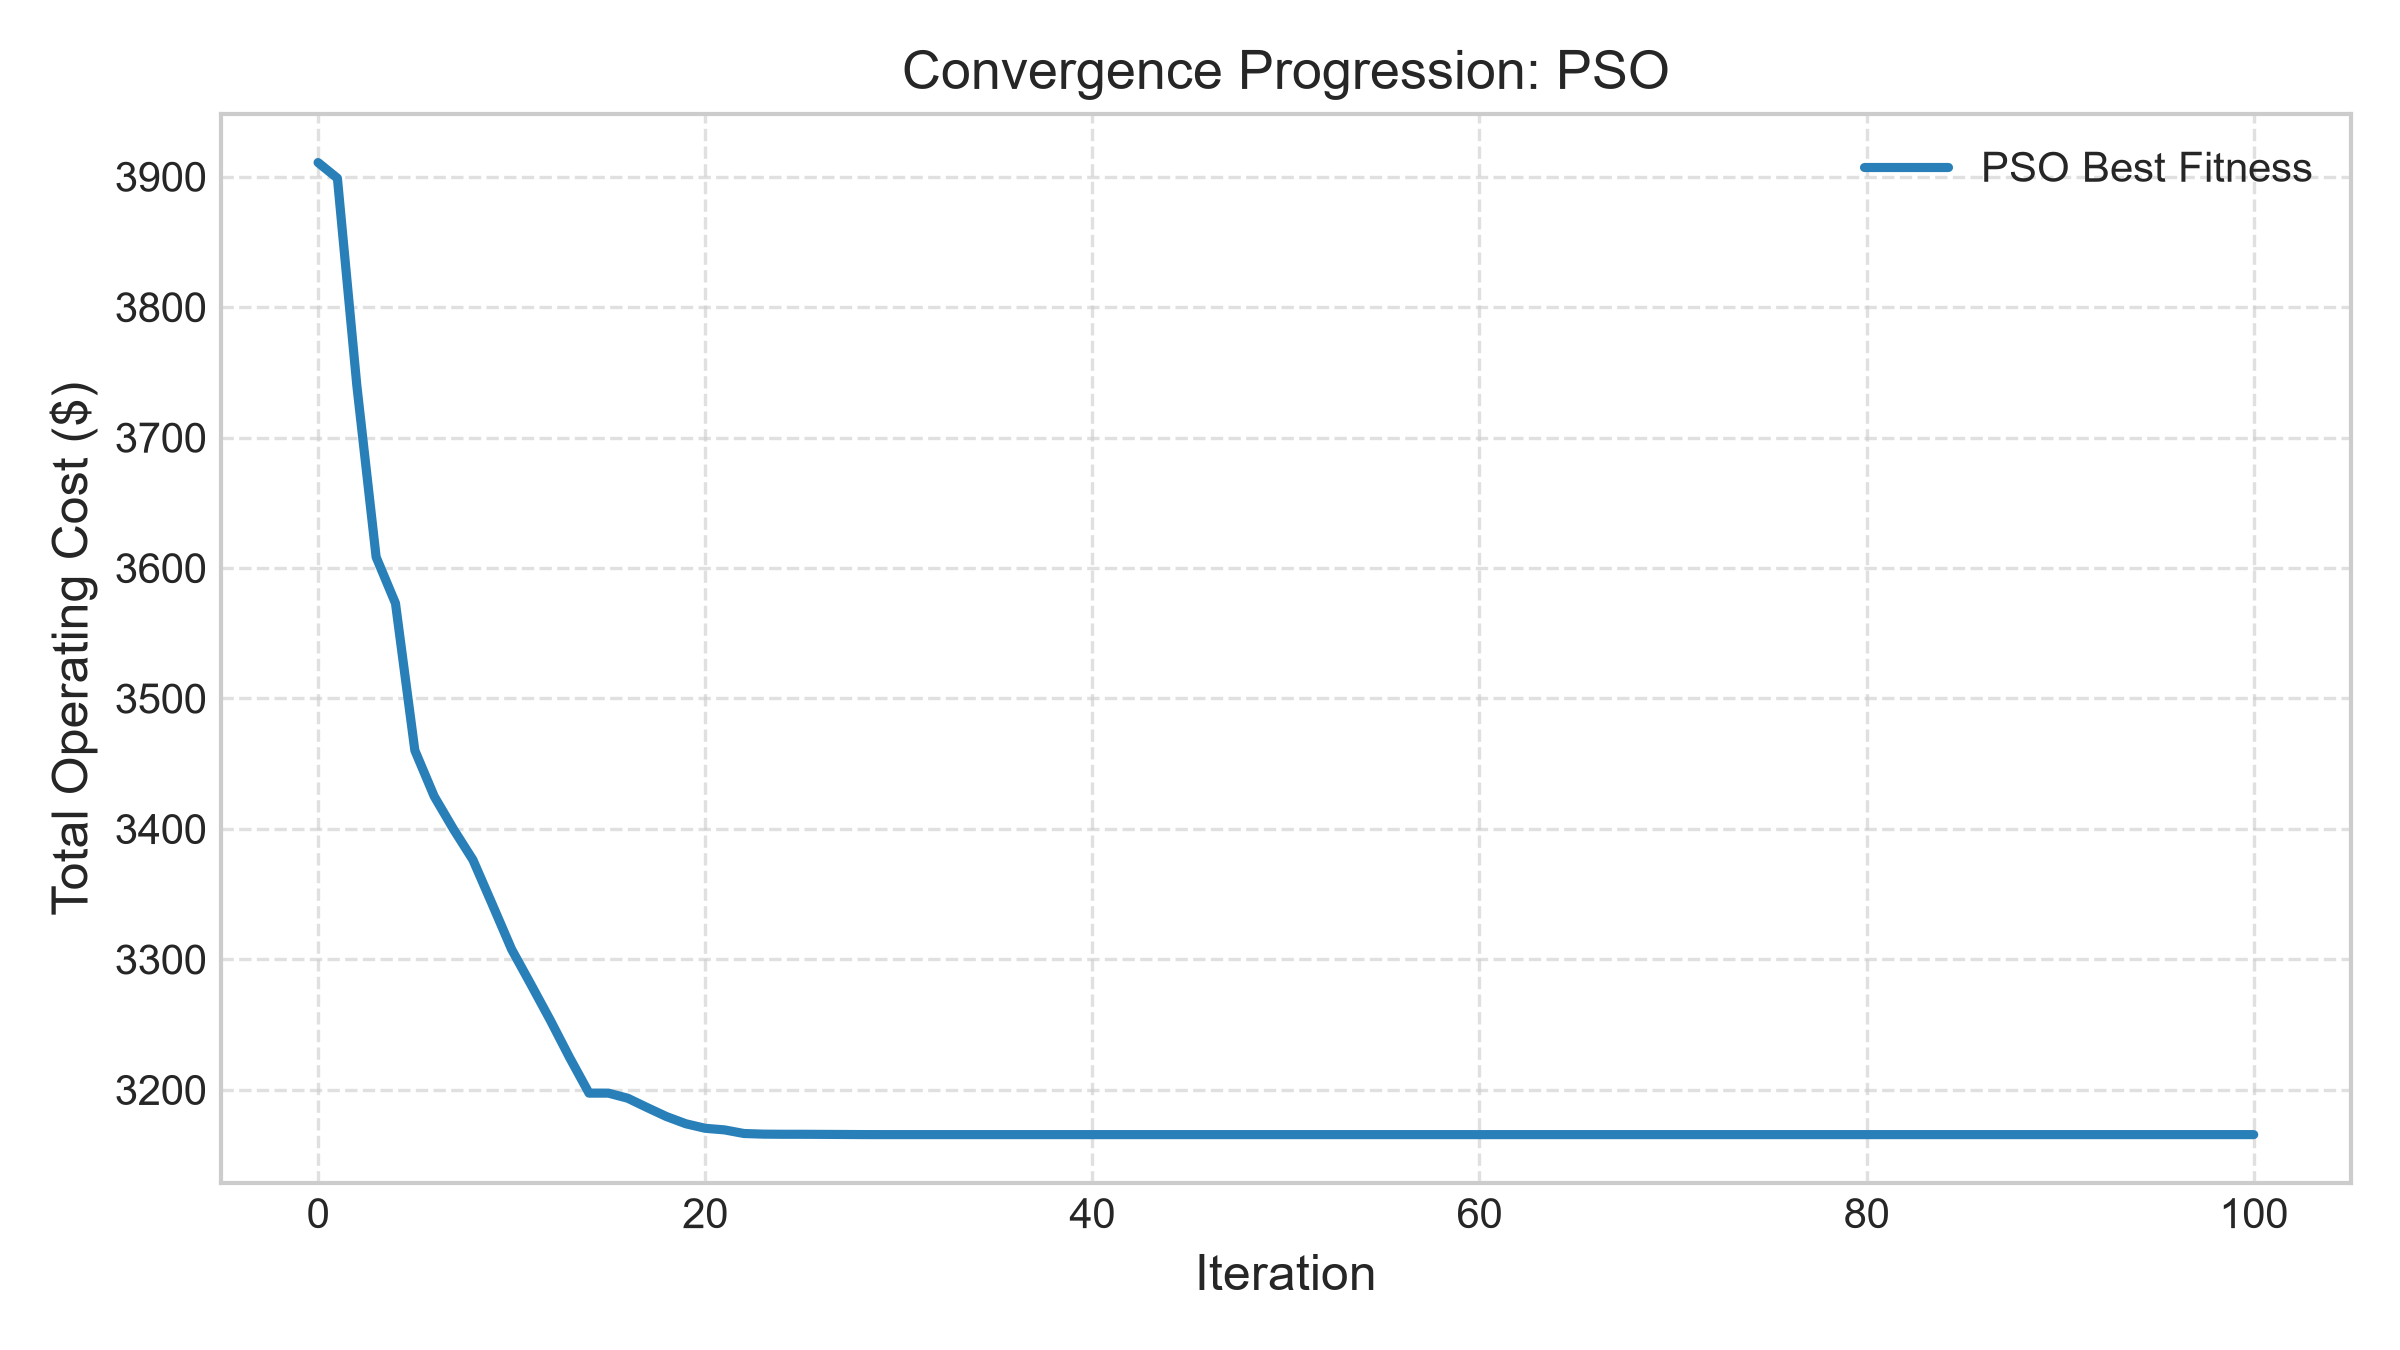 Convergence Progression: PSO
PSO Best Fitness
Total Operating Cost ($)
3900
3800
3700
3600
3500
3400
3300
3200
0 20 40 60 80 100
Iteration